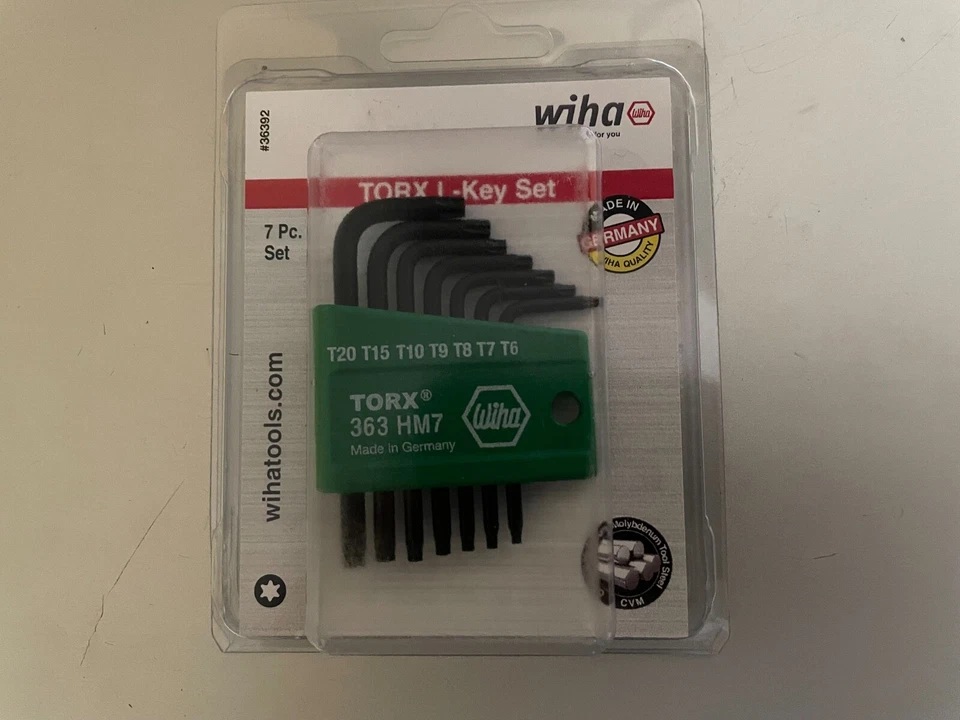 #36392
wiha
Wiha
for you
TORX L-Key Set
7 Pc.
Set
MADE IN
GERMANY
WIHA QUALITY
T20 T15 T10 T9 T8 T7 T6
TORX®
363 HM7
Made in Germany
Wiha
wihatools.com
Molybdenum Tool Steel
CVM